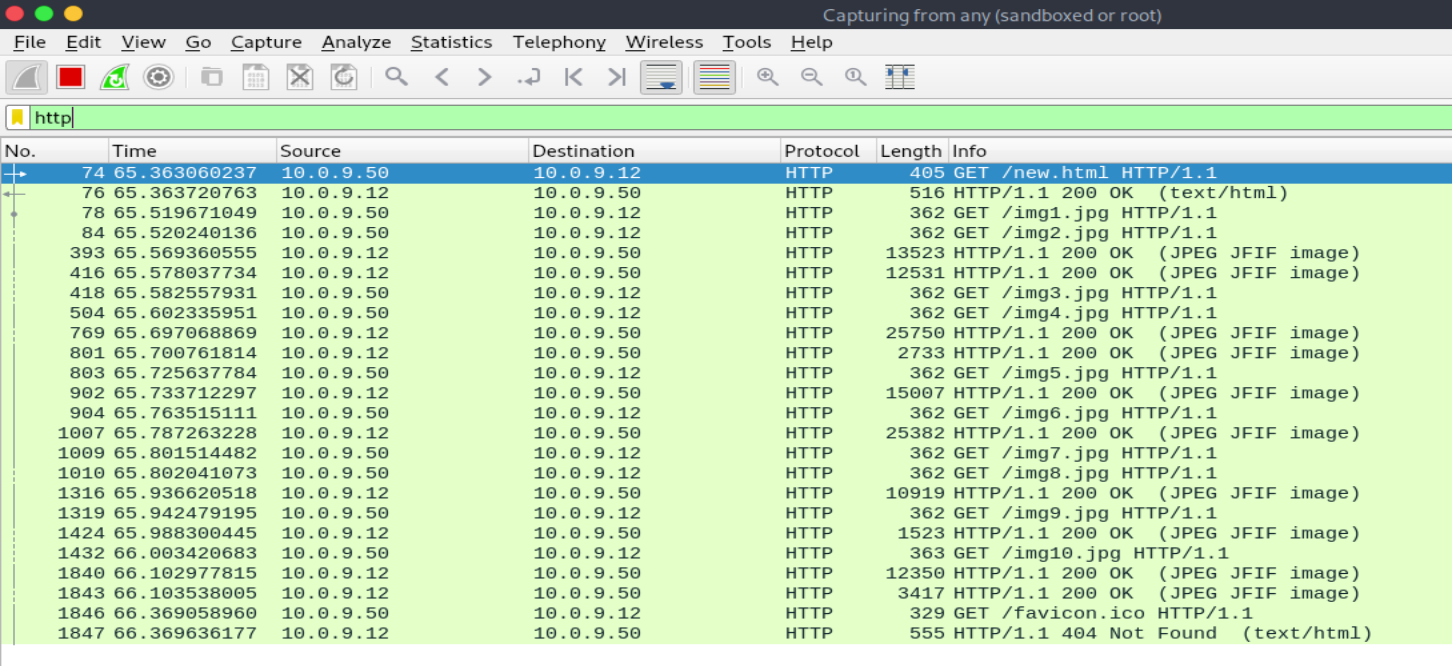 Capturing from any (sandboxed or root)
File Edit View Go Capture Analyze Statistics Telephony Wireless Tools Help
http
No. Time Source Destination Protocol Length Info
74 65.363060237 10.0.9.50 10.0.9.12 HTTP 405 GET /new.html HTTP/1.1
76 65.363720763 10.0.9.12 10.0.9.50 HTTP 516 HTTP/1.1 200 OK (text/html)
78 65.519671049 10.0.9.50 10.0.9.12 HTTP 362 GET /img1.jpg HTTP/1.1
84 65.520240136 10.0.9.50 10.0.9.12 HTTP 362 GET /img2.jpg HTTP/1.1
393 65.569360555 10.0.9.12 10.0.9.50 HTTP 13523 HTTP/1.1 200 OK (JPEG JFIF image)
416 65.578037734 10.0.9.12 10.0.9.50 HTTP 12531 HTTP/1.1 200 OK (JPEG JFIF image)
418 65.582557931 10.0.9.50 10.0.9.12 HTTP 362 GET /img3.jpg HTTP/1.1
504 65.602335951 10.0.9.50 10.0.9.12 HTTP 362 GET /img4.jpg HTTP/1.1
769 65.697068869 10.0.9.12 10.0.9.50 HTTP 25750 HTTP/1.1 200 OK (JPEG JFIF image)
801 65.700761814 10.0.9.12 10.0.9.50 HTTP 2733 HTTP/1.1 200 OK (JPEG JFIF image)
803 65.725637784 10.0.9.50 10.0.9.12 HTTP 362 GET /img5.jpg HTTP/1.1
902 65.733712297 10.0.9.12 10.0.9.50 HTTP 15007 HTTP/1.1 200 OK (JPEG JFIF image)
904 65.763515111 10.0.9.50 10.0.9.12 HTTP 362 GET /img6.jpg HTTP/1.1
1007 65.787263228 10.0.9.12 10.0.9.50 HTTP 25382 HTTP/1.1 200 OK (JPEG JFIF image)
1009 65.801514482 10.0.9.50 10.0.9.12 HTTP 362 GET /img7.jpg HTTP/1.1
1010 65.802041073 10.0.9.50 10.0.9.12 HTTP 362 GET /img8.jpg HTTP/1.1
1316 65.936620518 10.0.9.12 10.0.9.50 HTTP 10919 HTTP/1.1 200 OK (JPEG JFIF image)
1319 65.942479195 10.0.9.50 10.0.9.12 HTTP 362 GET /img9.jpg HTTP/1.1
1424 65.988300445 10.0.9.12 10.0.9.50 HTTP 1523 HTTP/1.1 200 OK (JPEG JFIF image)
1432 66.003420683 10.0.9.50 10.0.9.12 HTTP 363 GET /img10.jpg HTTP/1.1
1840 66.102977815 10.0.9.12 10.0.9.50 HTTP 12350 HTTP/1.1 200 OK (JPEG JFIF image)
1843 66.103538005 10.0.9.12 10.0.9.50 HTTP 3417 HTTP/1.1 200 OK (JPEG JFIF image)
1846 66.369058960 10.0.9.50 10.0.9.12 HTTP 329 GET /favicon.ico HTTP/1.1
1847 66.369636177 10.0.9.12 10.0.9.50 HTTP 555 HTTP/1.1 404 Not Found (text/html)